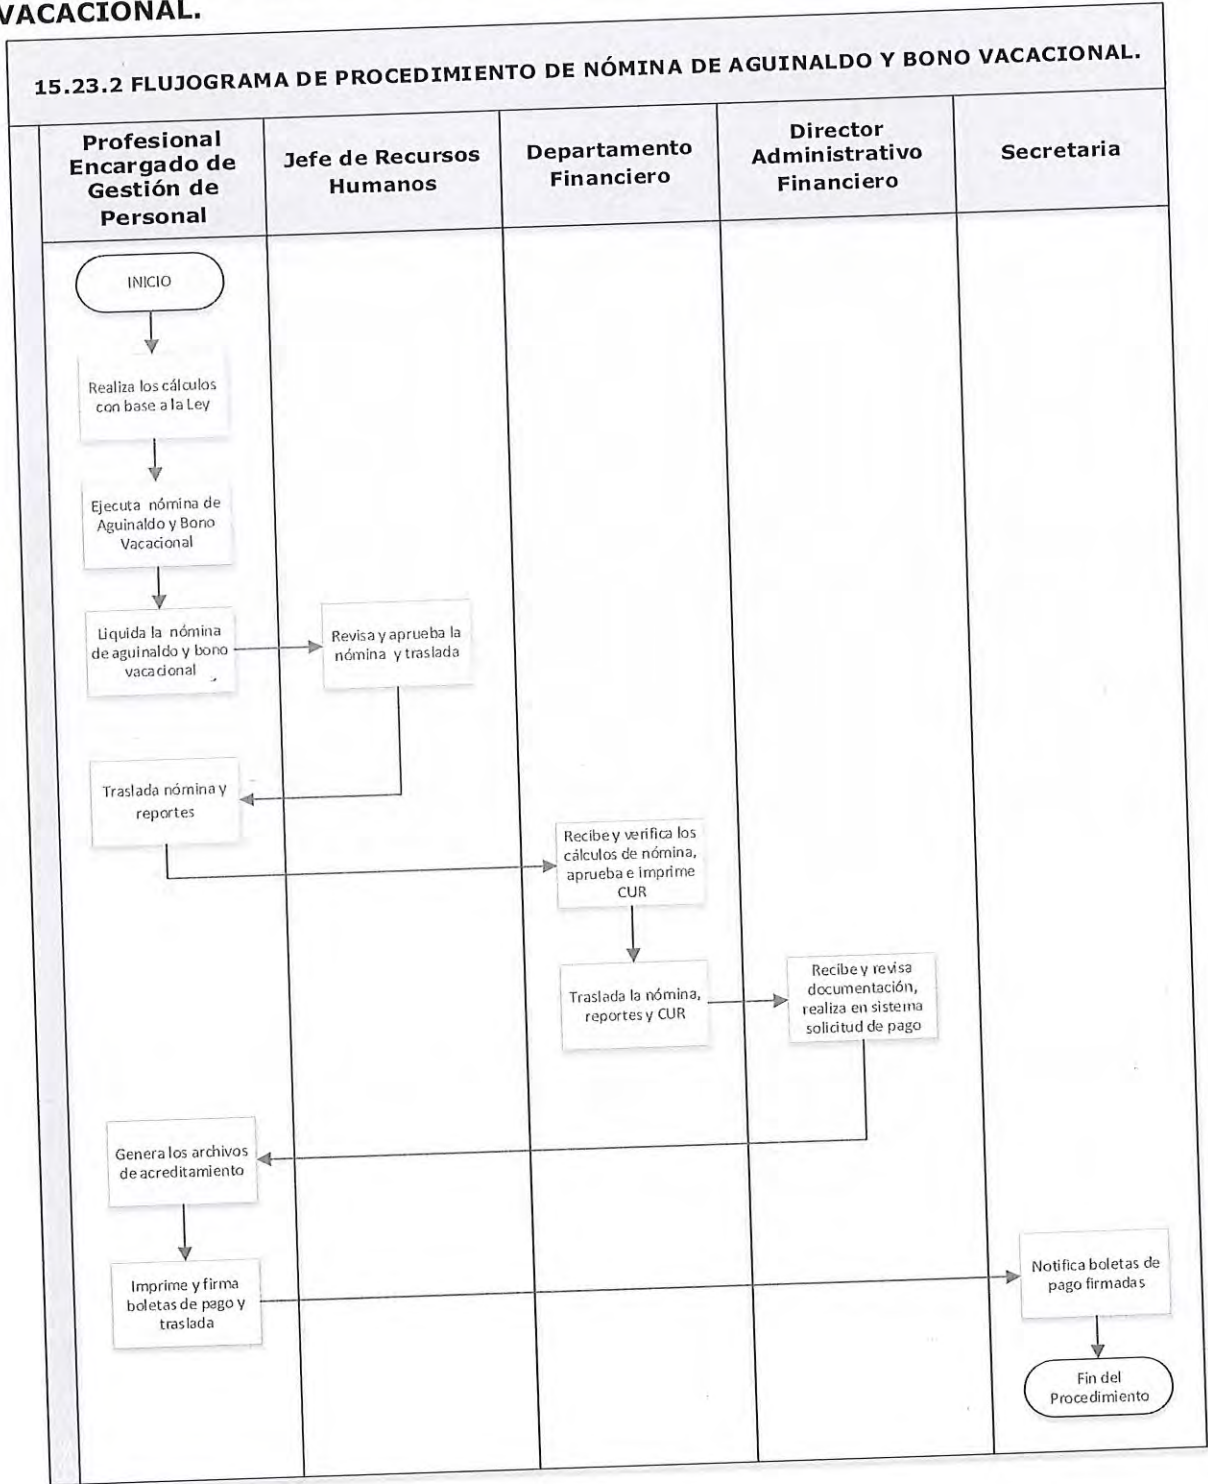 VACACIONAL.
15.23.2 FLUJOGRAMA DE PROCEDIMIENTO DE NÓMINA DE AGUINALDO Y BONO VACACIONAL.
Profesional
Encargado de
Gestión de
Personal
Jefe de Recursos
Humanos
Departamento
Financiero
Director
Administrativo
Financiero
Secretaria
INICIO
Realiza los cálculos
con base a la Ley
Ejecuta nómina de
Aguinaldo y Bono
Vacacional
Liquida la nómina
de aguinaldo y bono
vacacional
Revisa y aprueba la
nómina y traslada
Traslada nómina y
reportes
Recibe y verifica los
cálculos de nómina,
aprueba e imprime
CUR
Traslada la nómina,
reportes y CUR
Recibe y revisa
documentación,
realiza en sistema
solicitud de pago
Genera los archivos
de acreditamiento
Imprime y firma
boletas de pago y
traslada
Notifica boletas de
pago firmadas
Fin del
Procedimiento